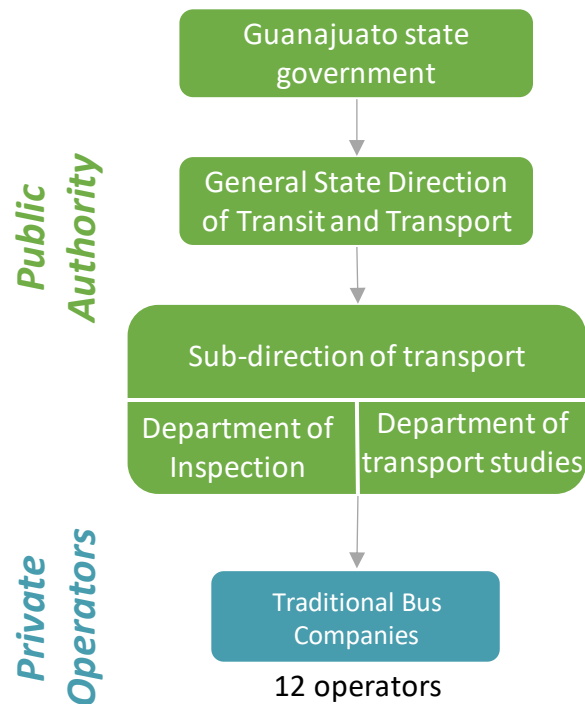 Guanajuato state
government
Public
Authority
General State Direction
of Transit and Transport
Sub-direction of transport
Department of
Inspection
Department of
transport studies
Private
Operators
Traditional Bus
Companies
12 operators